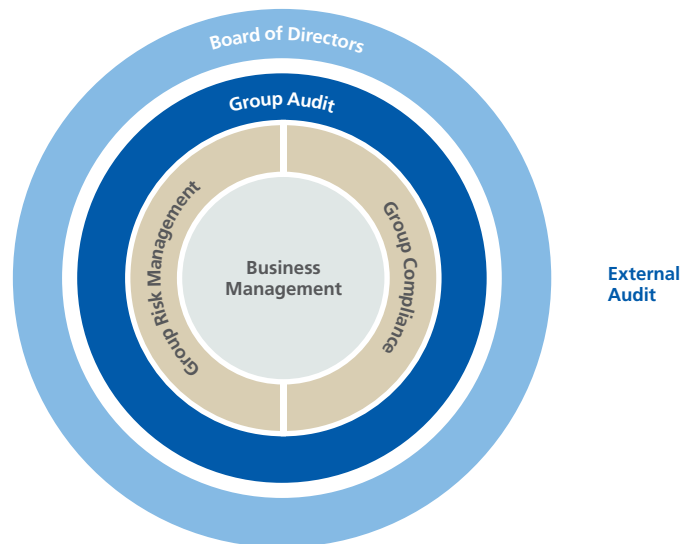 Board of Directors
Group Audit
Group Risk Management
Group Compliance
Business
Management
External
Audit